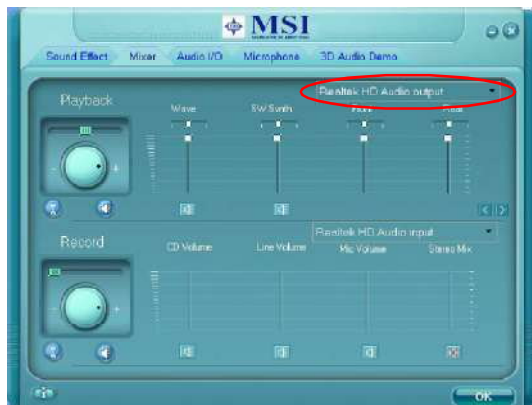 MSI
Sound Effect Mixer Audio I/O Microphone 3D Audio Demo
Realtek HD Audio output
Playback
Wave SW Synth Front
Realtek HD Audio input
Record
CD Volume Line Volume Mic Volume Stereo Mix
OK